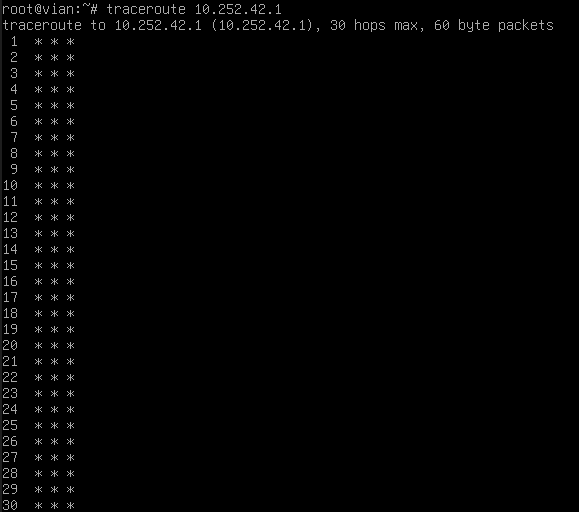 root@vian:~# traceroute 10.252.42.1
traceroute to 10.252.42.1 (10.252.42.1), 30 hops max, 60 byte packets
 1  * * *
 2  * * *
 3  * * *
 4  * * *
 5  * * *
 6  * * *
 7  * * *
 8  * * *
 9  * * *
10  * * *
11  * * *
12  * * *
13  * * *
14  * * *
15  * * *
16  * * *
17  * * *
18  * * *
19  * * *
20  * * *
21  * * *
22  * * *
23  * * *
24  * * *
25  * * *
26  * * *
27  * * *
28  * * *
29  * * *
30  * * *